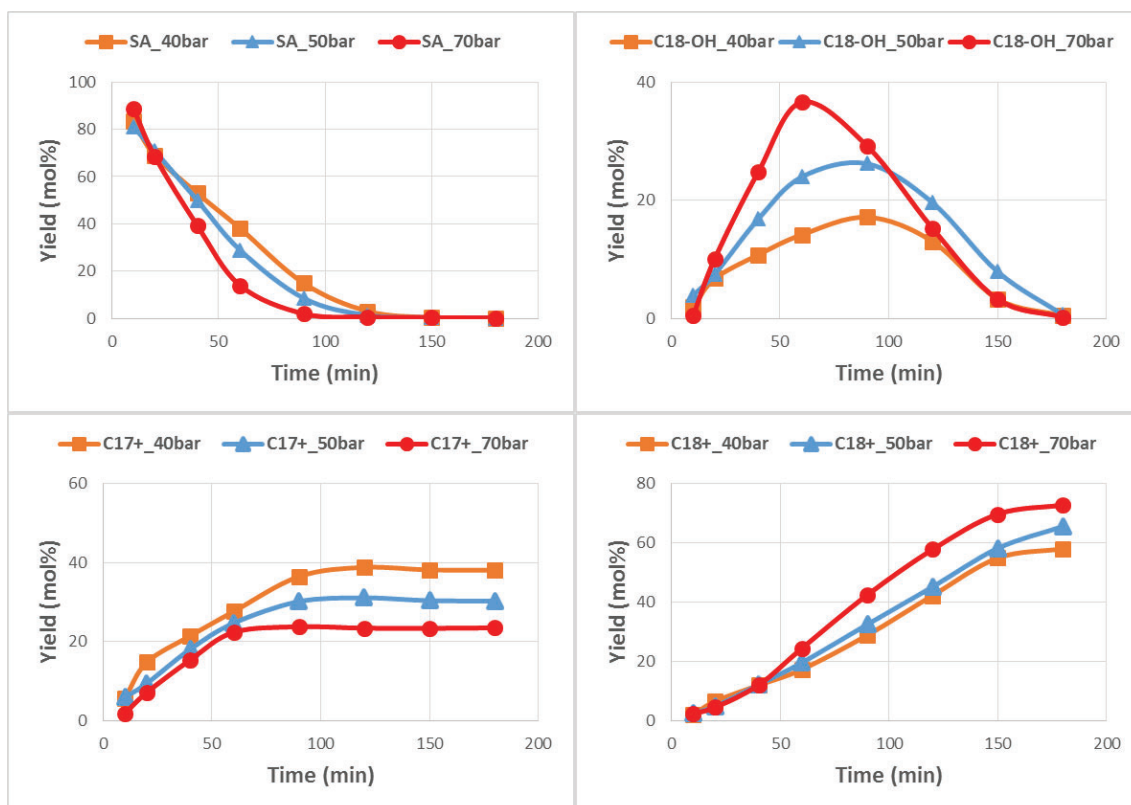 SA_40bar SA_50bar SA_70bar
100
80
60
40
20
0
Yield (mol%)
0 50 100 150 200
Time (min)
C18-OH_40bar C18-OH_50bar C18-OH_70bar
40
20
0
Yield (mol%)
0 50 100 150 200
Time (min)
C17+_40bar C17+_50bar C17+_70bar
60
40
20
0
Yield (mol%)
0 50 100 150 200
Time (min)
C18+_40bar C18+_50bar C18+_70bar
80
60
40
20
0
Yield (mol%)
0 50 100 150 200
Time (min)